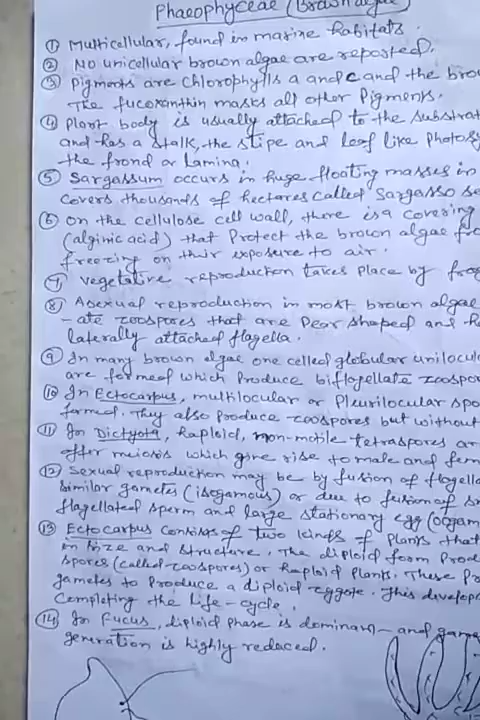 Phaeophyceae (Brown algae)
① Multicellular, found in marine habitats.
② No unicellular brown algae are reported.
③ Pigments are chlorophylls a and c and the bro
The fucoxanthin masks all other Pigments.
④ Plant body is usually attached to the substrat
and has a stalk, the stipe and leaf like photosy
the frond or Lamina.
⑤ Sargassum occurs in huge floating masses in
covers thousands of hectares called Sargasso se
⑥ on the cellulose cell wall, there is a covering
(alginic acid) that Protect the brown algae fro
freezing on their exposure to air.
⑦ vegetative reproduction takes place by frag
⑧ Asexual reproduction in most brown algae
-ate zoospores that are Pear shaped and h
laterally attached flagella.
⑨ In many brown algae one celled globular unilocul
are formed which Produce biflagellate zoospor
⑩ In Ectocarpus, multilocular or Plurilocular spo
formed. They also Produce zoospores but without
⑪ In Dictyota, haploid, non-motile tetraspores ar
after meiosis which give rise to male and fem
⑫ Sexual reproduction may be by fusion of flagell
similar gametes (isogamous) or due to fusion of s
flagellated sperm and large stationary egg (oogam
⑬ Ectocarpus consists of two kinds of Plants that
in size and structure. The diploid form Prod
spores (called zoospores) or haploid Plants. These Pr
gametes to Produce a diploid zygote. This develop
completing the life-cycle.
⑭ In Fucus, diploid phase is dominant and game
generation is highly reduced.